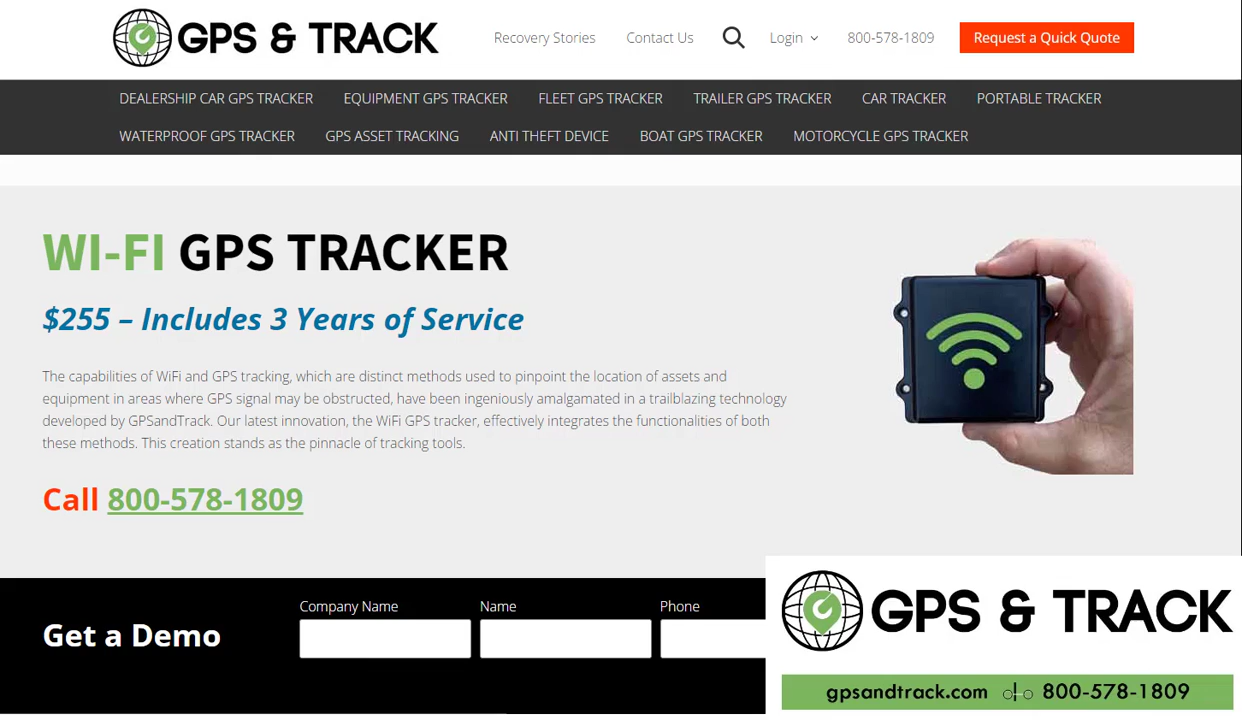 GPS & TRACK
Recovery Stories
Contact Us
Login
800-578-1809
Request a Quick Quote
DEALERSHIP CAR GPS TRACKER
EQUIPMENT GPS TRACKER
FLEET GPS TRACKER
TRAILER GPS TRACKER
CAR TRACKER
PORTABLE TRACKER
WATERPROOF GPS TRACKER
GPS ASSET TRACKING
ANTI THEFT DEVICE
BOAT GPS TRACKER
MOTORCYCLE GPS TRACKER
WI-FI GPS TRACKER
$255 – Includes 3 Years of Service
The capabilities of WiFi and GPS tracking, which are distinct methods used to pinpoint the location of assets and
equipment in areas where GPS signal may be obstructed, have been ingeniously amalgamated in a trailblazing technology
developed by GPSandTrack. Our latest innovation, the WiFi GPS tracker, effectively integrates the functionalities of both
these methods. This creation stands as the pinnacle of tracking tools.
Call 800-578-1809
Get a Demo
Company Name
Name
Phone
GPS & TRACK
gpsandtrack.com 800-578-1809